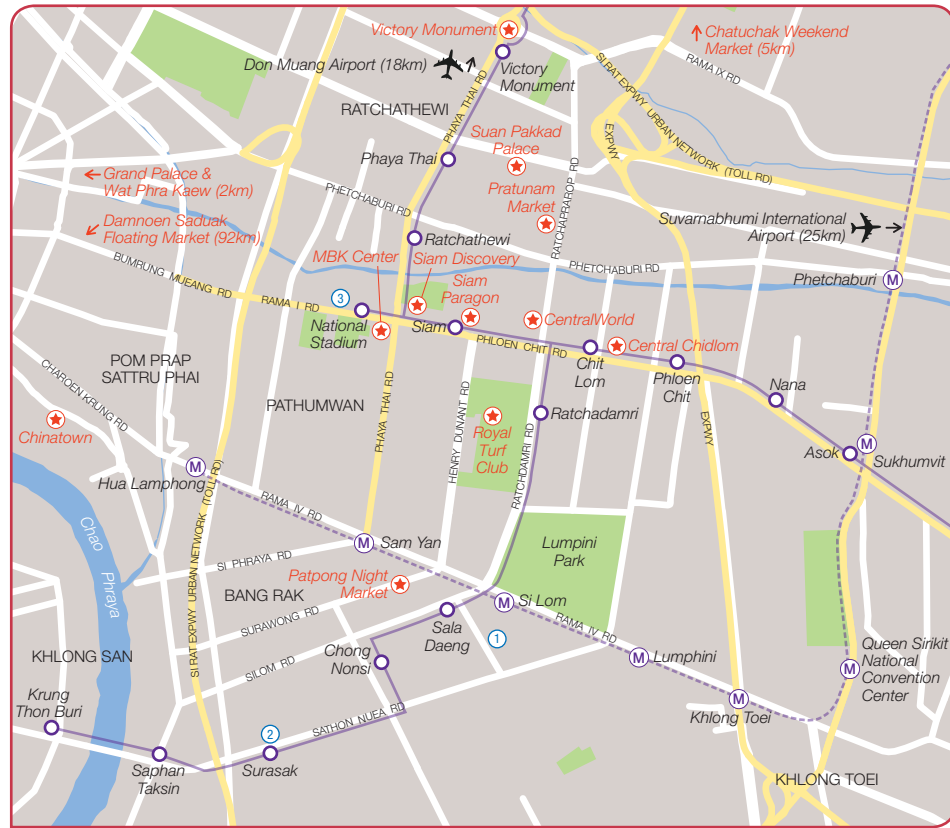 Victory Monument
Chatuchak Weekend
Market (5km)
RAMA IX RD
Don Muang Airport (18km)
Victory
Monument
SI RAT EXPWY URBAN NETWORK (TOLL RD)
RATCHATHEWI
PHAYA THAI RD
EXPWY
Suan Pakkad
Palace
Phaya Thai
Grand Palace &
Wat Phra Kaew (2km)
Pratunam
Market
RATCHAPRAROP RD
PHETCHABURI RD
Damnoen Saduak
Floating Market (92km)
Suvarnabhumi International
Airport (25km)
Ratchathewi
MBK Center
Siam Discovery
BUMRUNG MUEANG RD
PHETCHABURI RD
Siam
Paragon
Phetchaburi
M
3
RAMA I RD
National
Stadium
Siam
CentralWorld
PHLOEN CHIT RD
Central Chidlom
Chit
Lom
Phloen
Chit
POM PRAP
SATTRU PHAI
CHAROEN KRUNG RD
PATHUMWAN
PHAYA THAI RD
HENRY DUNANT RD
Nana
Ratchadamri
EXPWY
Chinatown
Royal
Turf
Club
RATCHDAMRI RD
Asok
M
Sukhumvit
M
Hua Lamphong
SI RAT EXPWY URBAN NETWORK (TOLL RD)
RAMA IV RD
Chao
Phraya
M
Sam Yan
Lumpini
Park
SI PHRAYA RD
Patpong Night
Market
BANG RAK
M
Si Lom
SURAWONG RD
RAMA IV RD
Sala
Daeng
1
KHLONG SAN
SILOM RD
Chong
Nonsi
M
Lumphini
M
Queen Sirikit
National
Convention
Center
Krung
Thon Buri
SATHON NUEA RD
M
Khlong Toei
2
Saphan
Taksin
Surasak
KHLONG TOEI